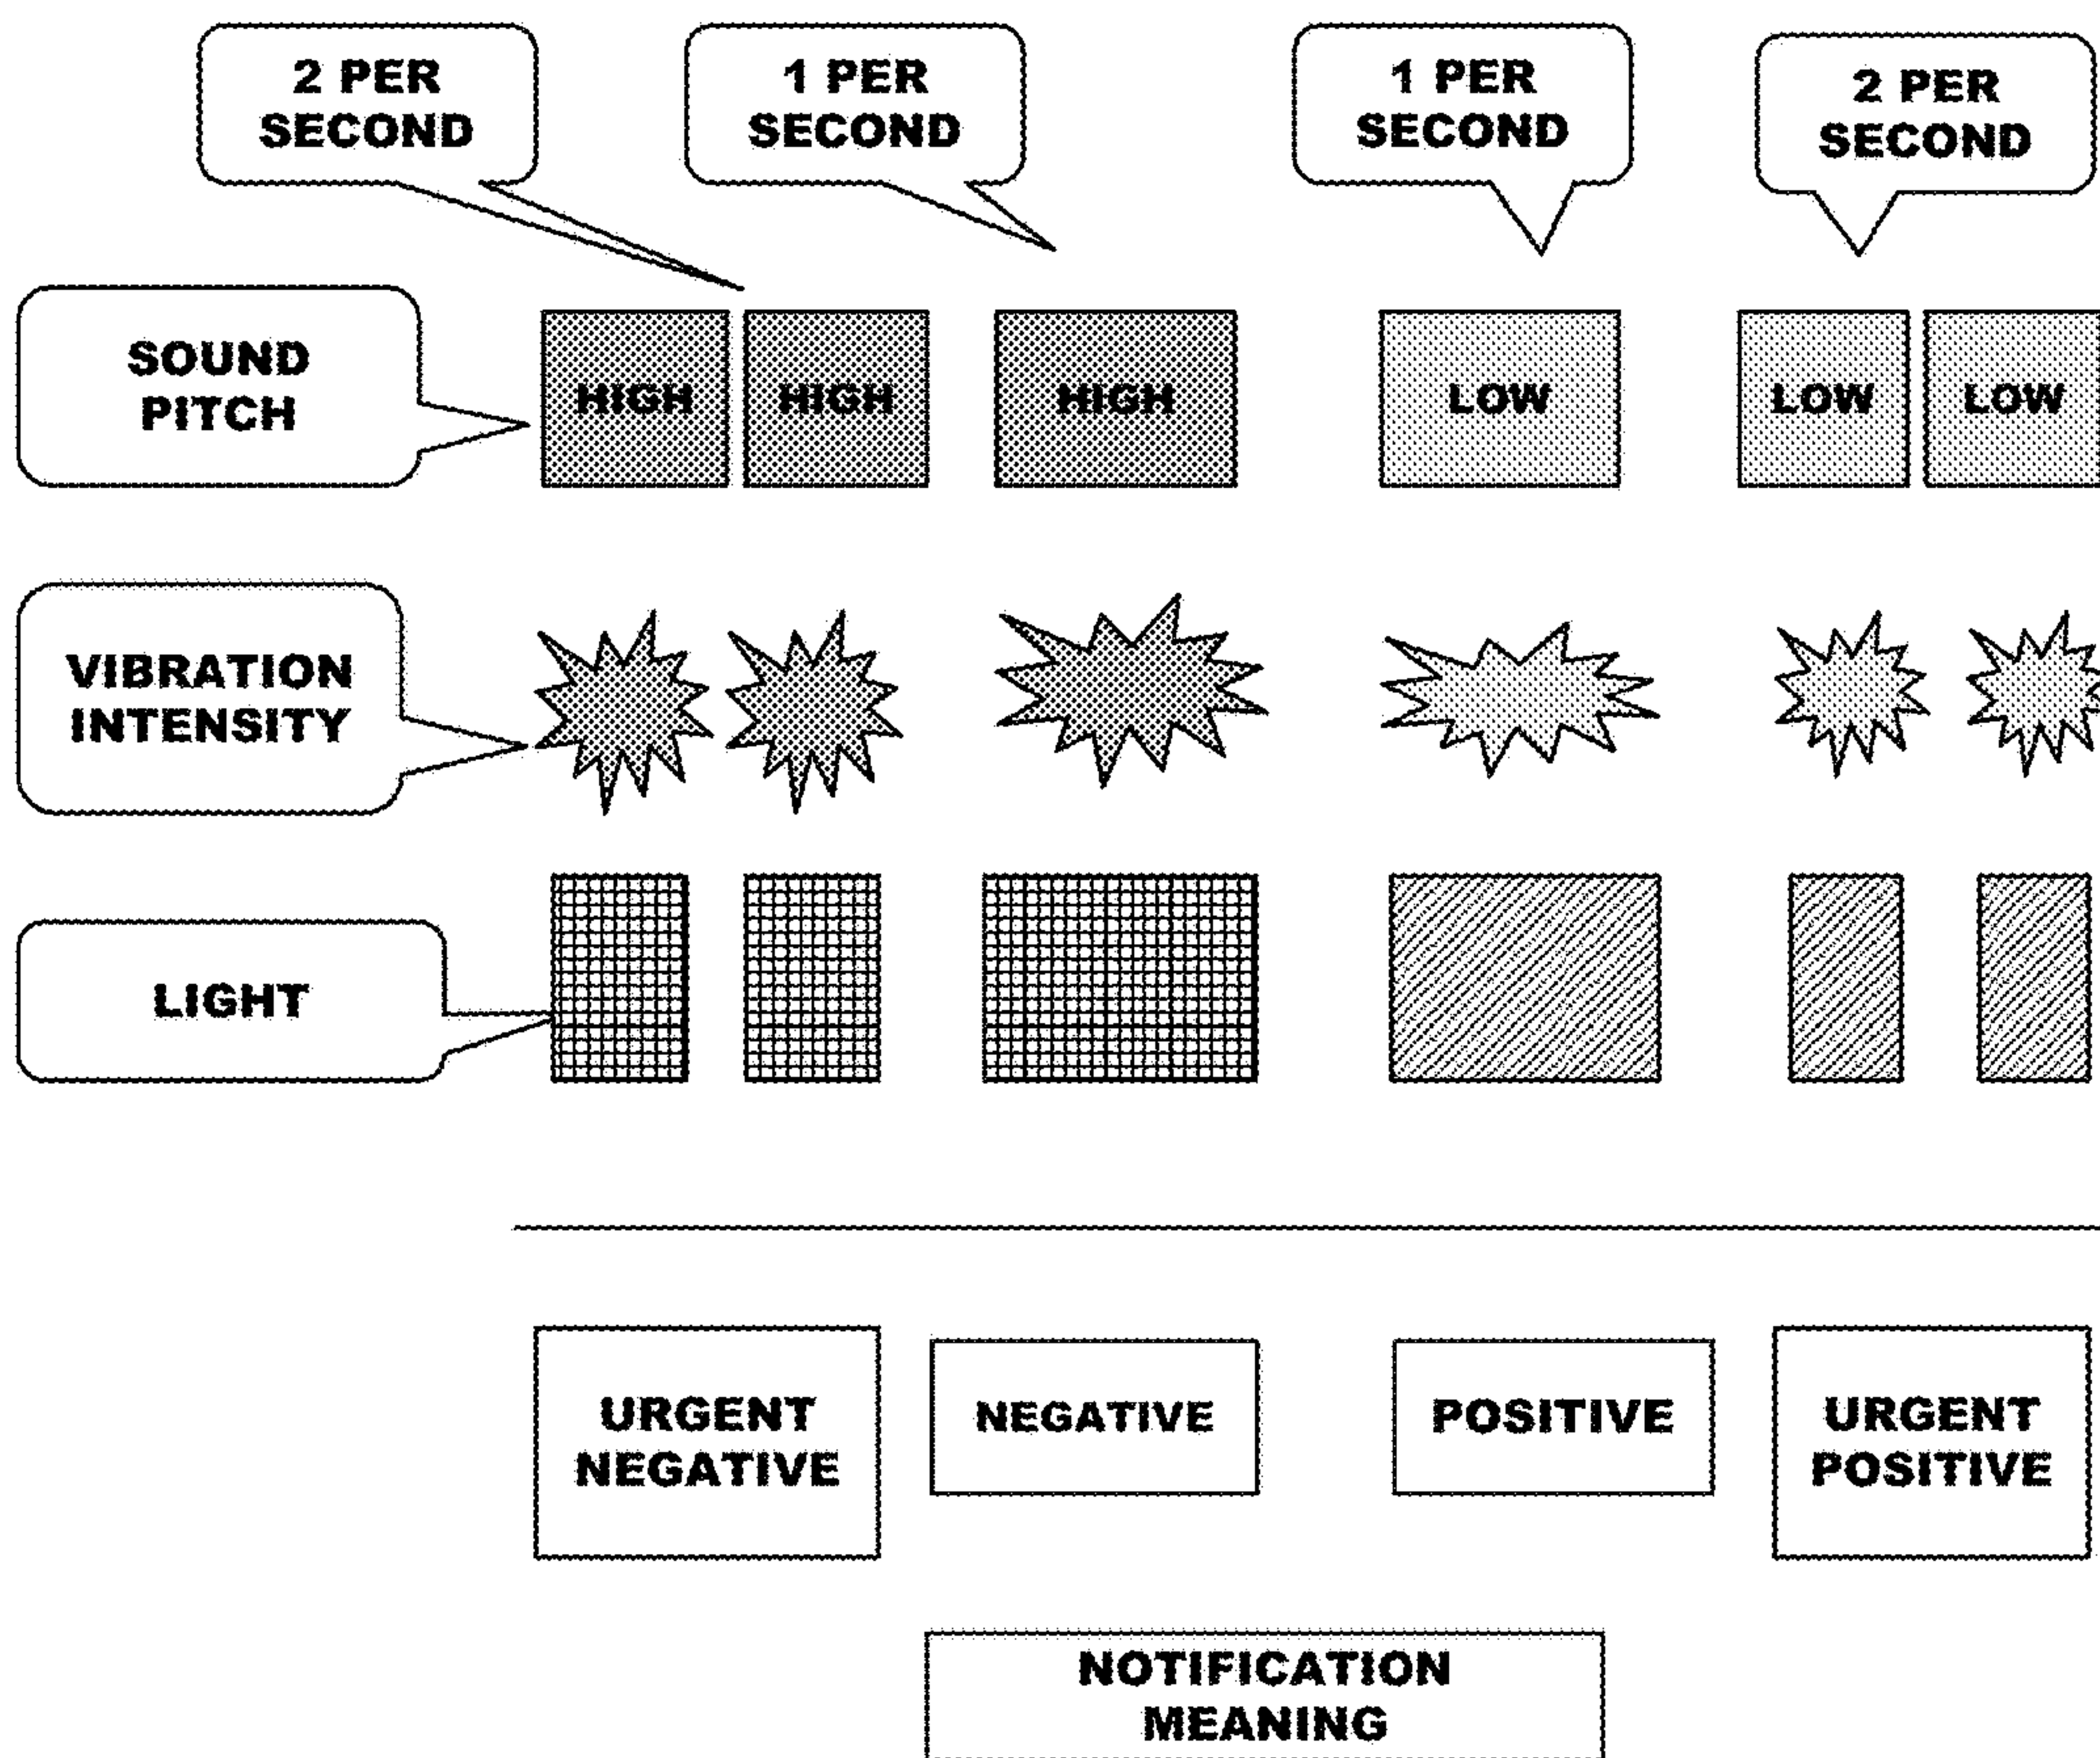 2 PER
SECOND
1 PER
SECOND
1 PER
SECOND
2 PER
SECOND
SOUND
PITCH
HIGH HIGH HIGH LOW LOW LOW
VIBRATION
INTENSITY
LIGHT
URGENT
NEGATIVE
NEGATIVE
POSITIVE
URGENT
POSITIVE
NOTIFICATION
MEANING